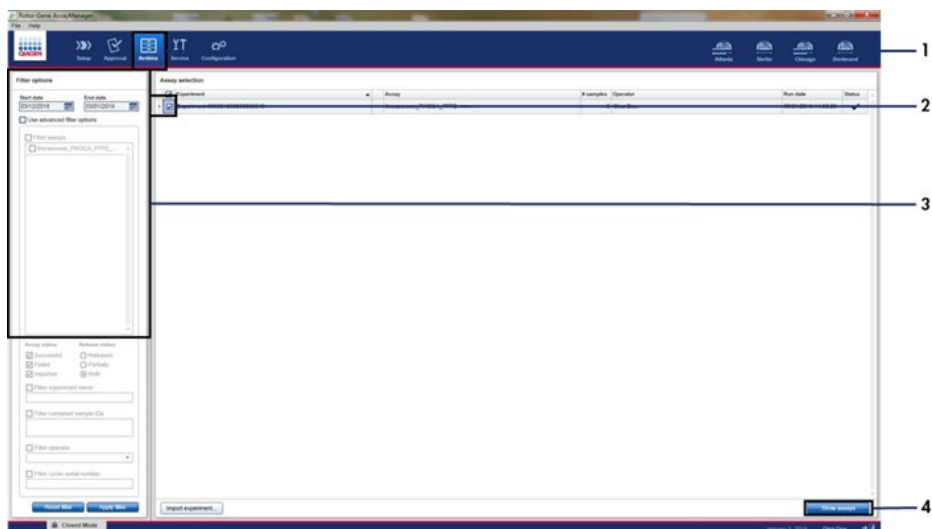 Rotor-Gene AssayManager
File Help
QIAGEN
Setup Approval Archive Service Configuration
Atlanta Berlin Chicago Dortmund
1
Filter options
Assay selection
Start date End date
Experiment Assay # samples Operator Run date Status
2
Use advanced filter options
Filter assays
3
Assay status Release status
Successful Released
Failed Partially
Imported Both
Filter experiment name
Filter contained sample IDs
Filter operator
Filter cycler serial number
Reset filter Apply filter
Import experiment...
Show assays
4
Closed Mode